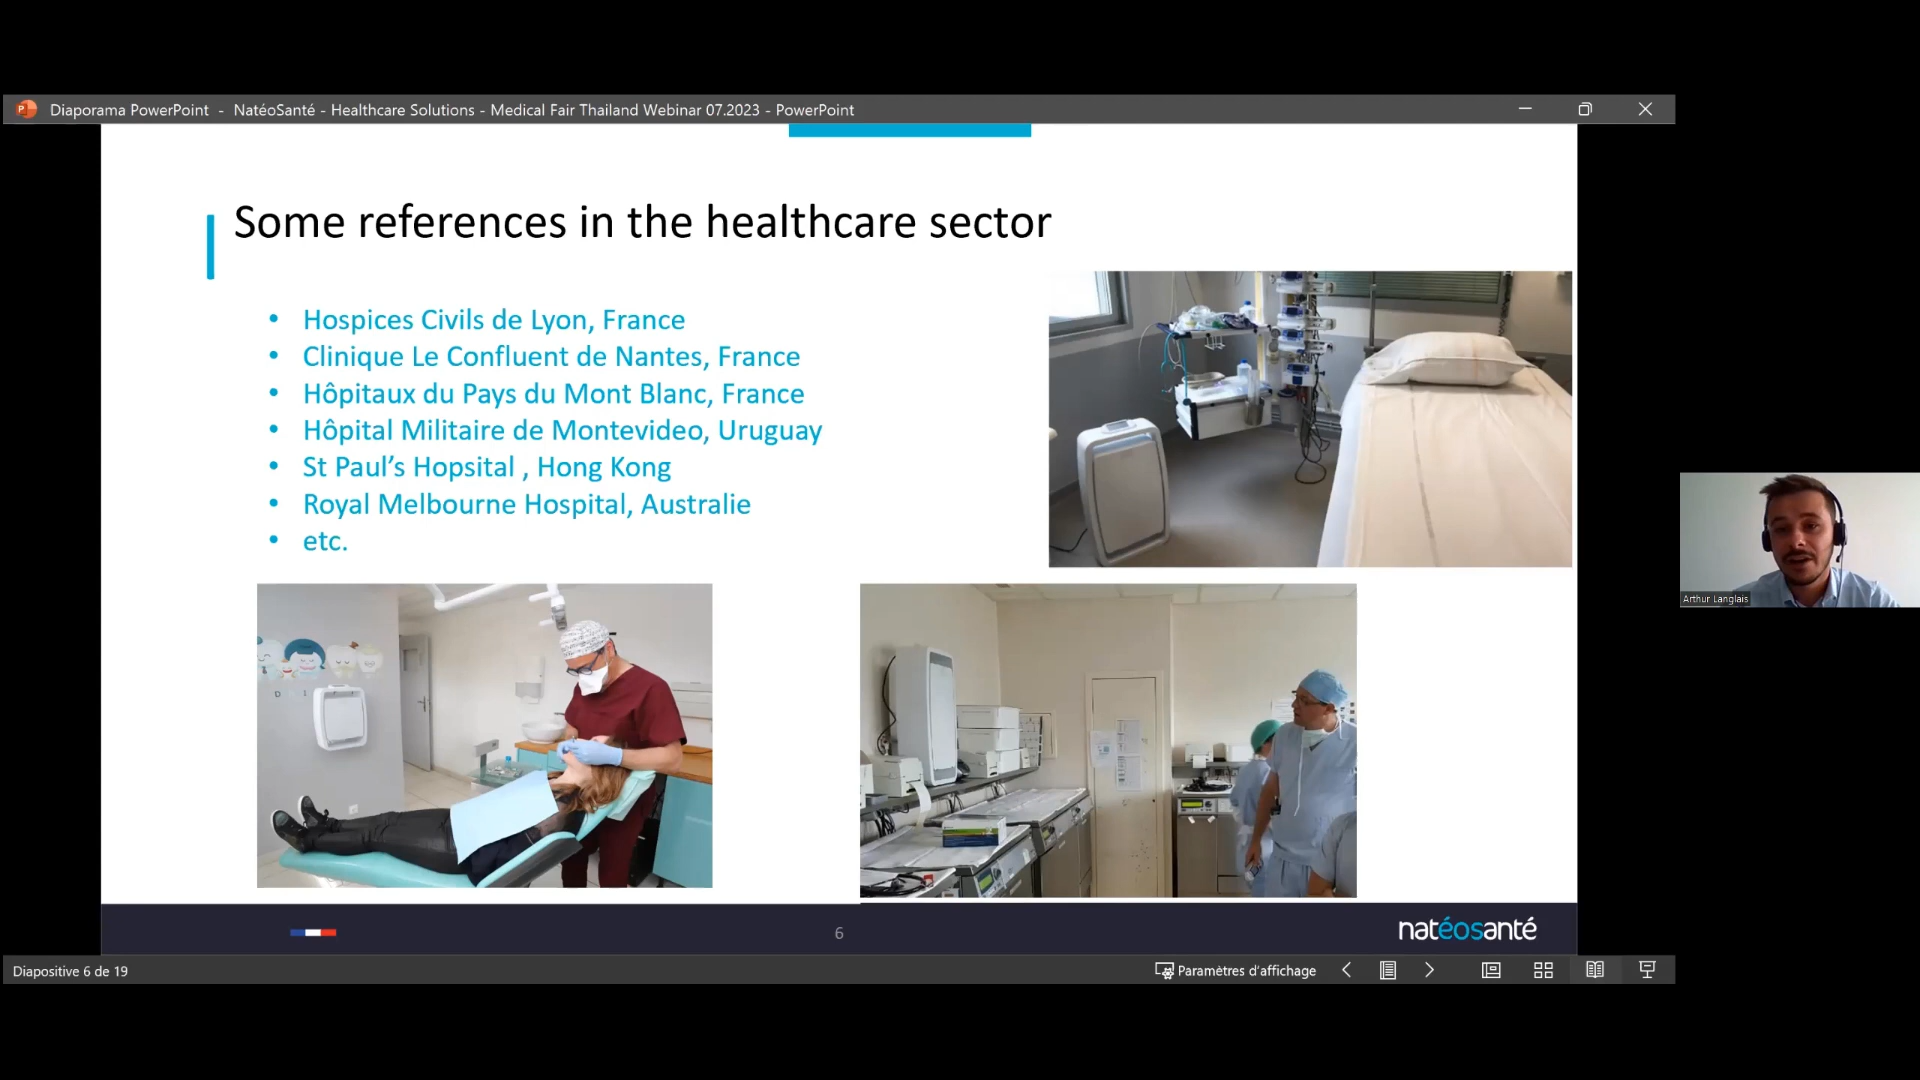 Diaporama PowerPoint - NatéoSanté - Healthcare Solutions - Medical Fair Thailand Webinar 07.2023 - PowerPoint
Some references in the healthcare sector
• Hospices Civils de Lyon, France
• Clinique Le Confluent de Nantes, France
• Hôpitaux du Pays du Mont Blanc, France
• Hôpital Militaire de Montevideo, Uruguay
• St Paul’s Hopsital , Hong Kong
• Royal Melbourne Hospital, Australie
• etc.
Arthur Langlais
6
natéosanté
Diapositive 6 de 19
Paramètres d'affichage